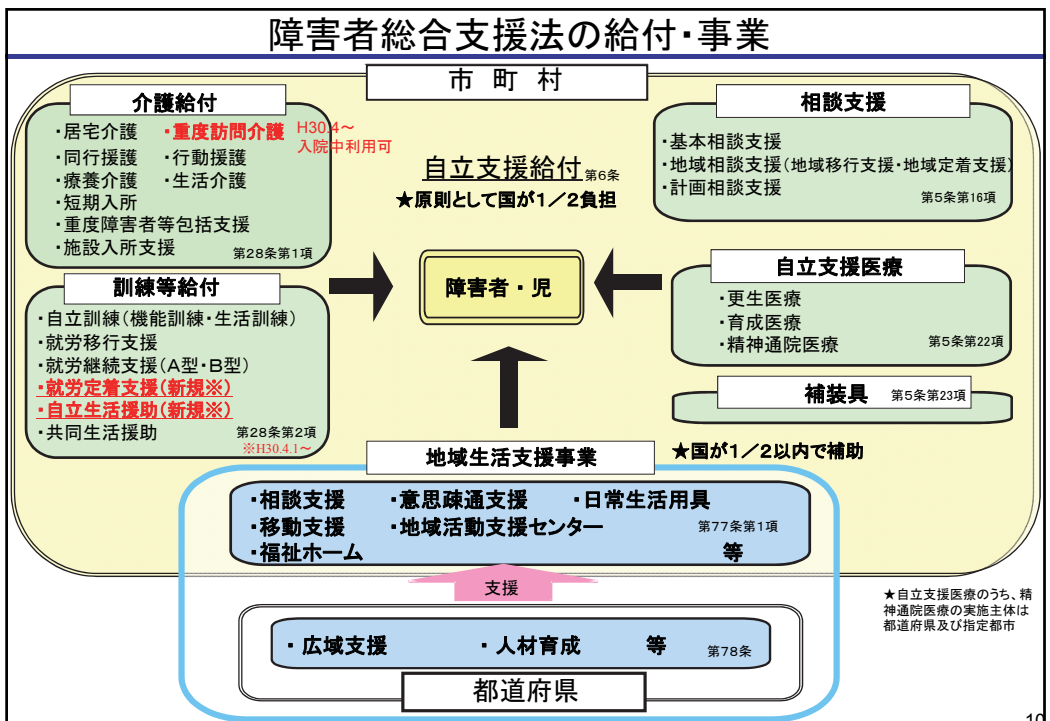 障害者総合支援法の給付・事業
市 町 村
介護給付
・居宅介護 ・重度訪問介護 H30.4～
入院中利用可
・同行援護 ・行動援護
・療養介護 ・生活介護
・短期入所
・重度障害者等包括支援
・施設入所支援 第28条第1項
訓練等給付
・自立訓練（機能訓練・生活訓練）
・就労移行支援
・就労継続支援（A型・B型）
・就労定着支援（新規※）
・自立生活援助（新規※）
・共同生活援助 第28条第2項
※H30.4.1～
自立支援給付 第6条
★原則として国が1／2負担
障害者・児
相談支援
・基本相談支援
・地域相談支援（地域移行支援・地域定着支援）
・計画相談支援 第5条第16項
自立支援医療
・更生医療
・育成医療
・精神通院医療 第5条第22項
補装具 第5条第23項
地域生活支援事業 ★国が1／2以内で補助
・相談支援 ・意思疎通支援 ・日常生活用具
・移動支援 ・地域活動支援センター 第77条第1項
・福祉ホーム 等
支援
★自立支援医療のうち、精
神通院医療の実施主体は
都道府県及び指定都市
・広域支援 ・人材育成 等 第78条
都道府県
10